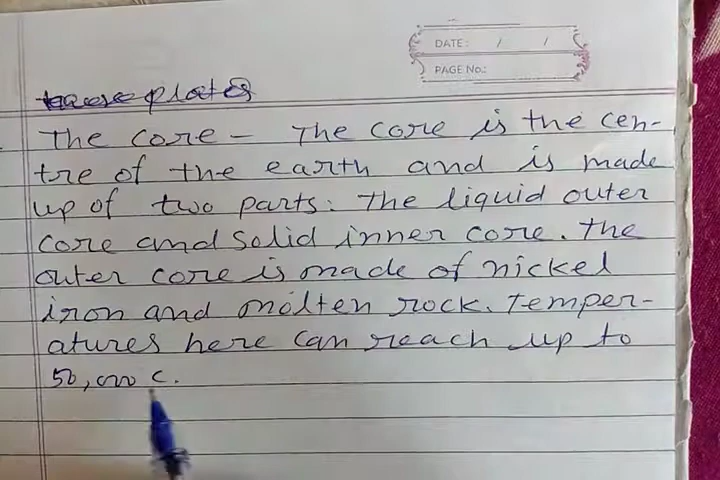 DATE: / /
PAGE No.:
these plates
The core – The core is the cen-
tre of the earth and is made
up of two parts: the liquid outer
core and solid inner core. The
outer core is made of nickel
iron and molten rock. Temper-
atures here can reach up to
50,000 C.